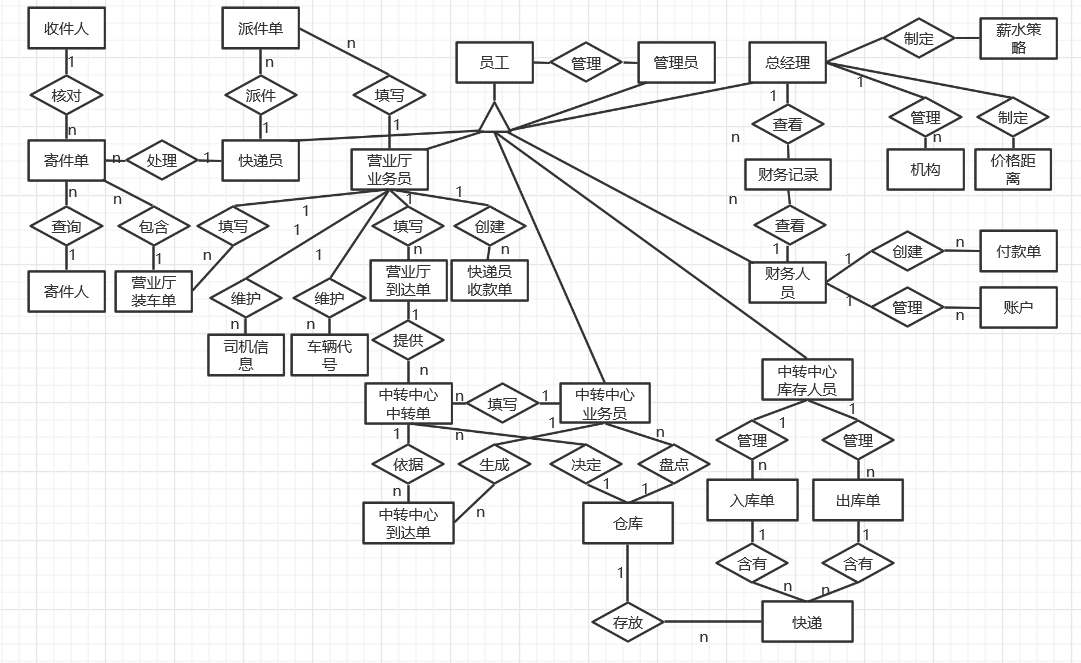 收件人
派件单
n
员工
管理
管理员
总经理
制定
薪水策
略
1
n
核对
派件
填写
1
1
查看
管理
制定
n
1
1
n
n
寄件单
n
处理
1
快递员
营业厅
业务员
财务记录
机构
价格距
离
n
n
1
1
1
n
查询
包含
填写
1
1
填写
创建
查看
1
1
n
1
n
n
1
1
创建
n
付款单
寄件人
营业厅
装车单
营业厅
到达单
快递员
收款单
财务人
员
维护
维护
1
管理
n
账户
n
n
1
司机信
息
车辆代
号
提供
n
中转中心
库存人员
中转中心
中转单
n
填写
1
中转中心
业务员
1
n
1
n
1
1
管理
管理
依据
生成
决定
盘点
n
n
n
n
1
1
入库单
出库单
中转中心
到达单
仓库
1
1
1
含有
含有
n
n
存放
n
快递